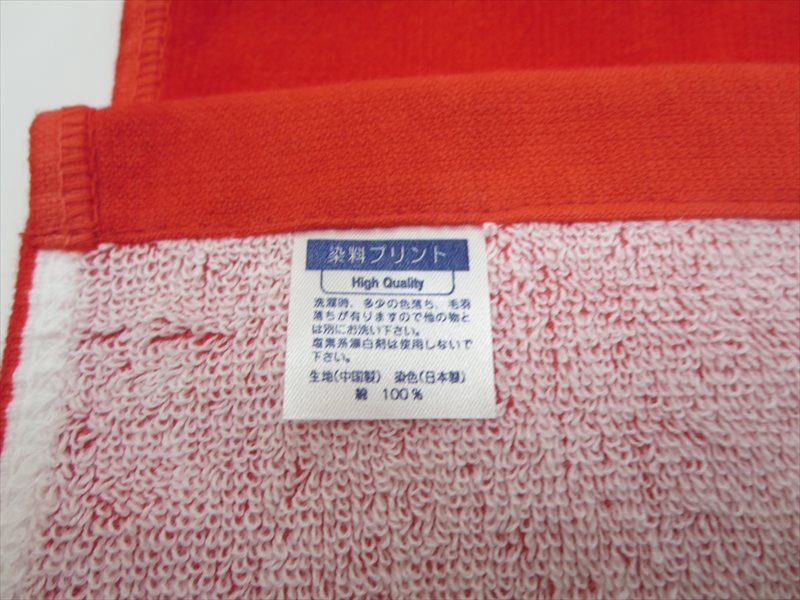 染料プリント
High Quality
洗濯時、多少の色落ち、毛羽
落ちが有りますので他の物と
は別にお洗い下さい。
塩素系漂白剤は使用しないで
下さい。
生地(中国製) 染色(日本製)
綿 100%